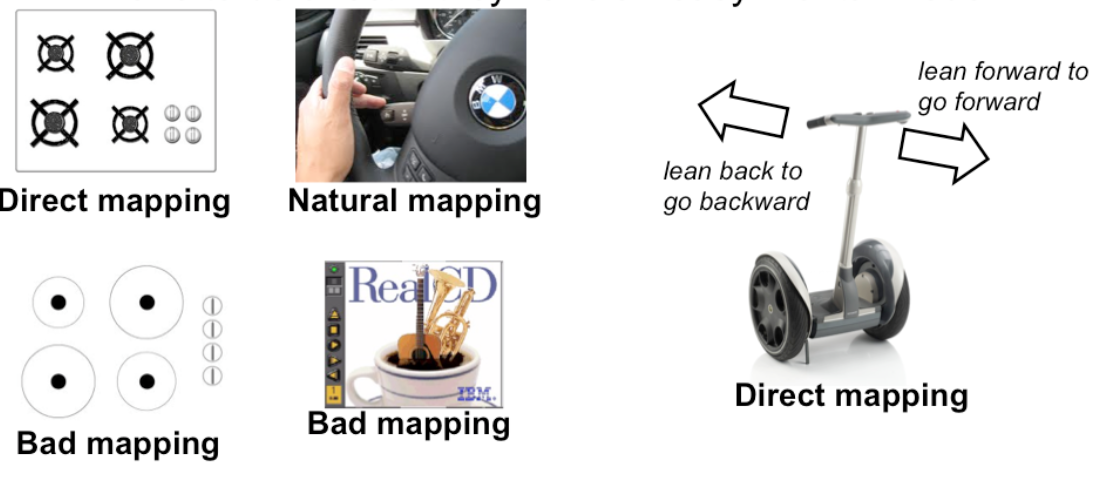 lean forward to
go forward
lean back to
go backward
Direct mapping
Natural mapping
BMW
RealCD
IBM.
Bad mapping
Bad mapping
Direct mapping